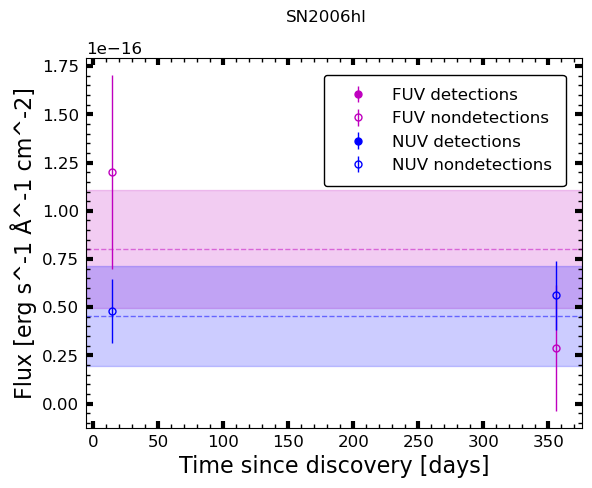 SN2006hl
1e−16
FUV detections
FUV nondetections
NUV detections
NUV nondetections
1.75
1.50
1.25
1.00
0.75
0.50
0.25
0.00
Flux [erg s^-1 Å^-1 cm^-2]
0 50 100 150 200 250 300 350
Time since discovery [days]